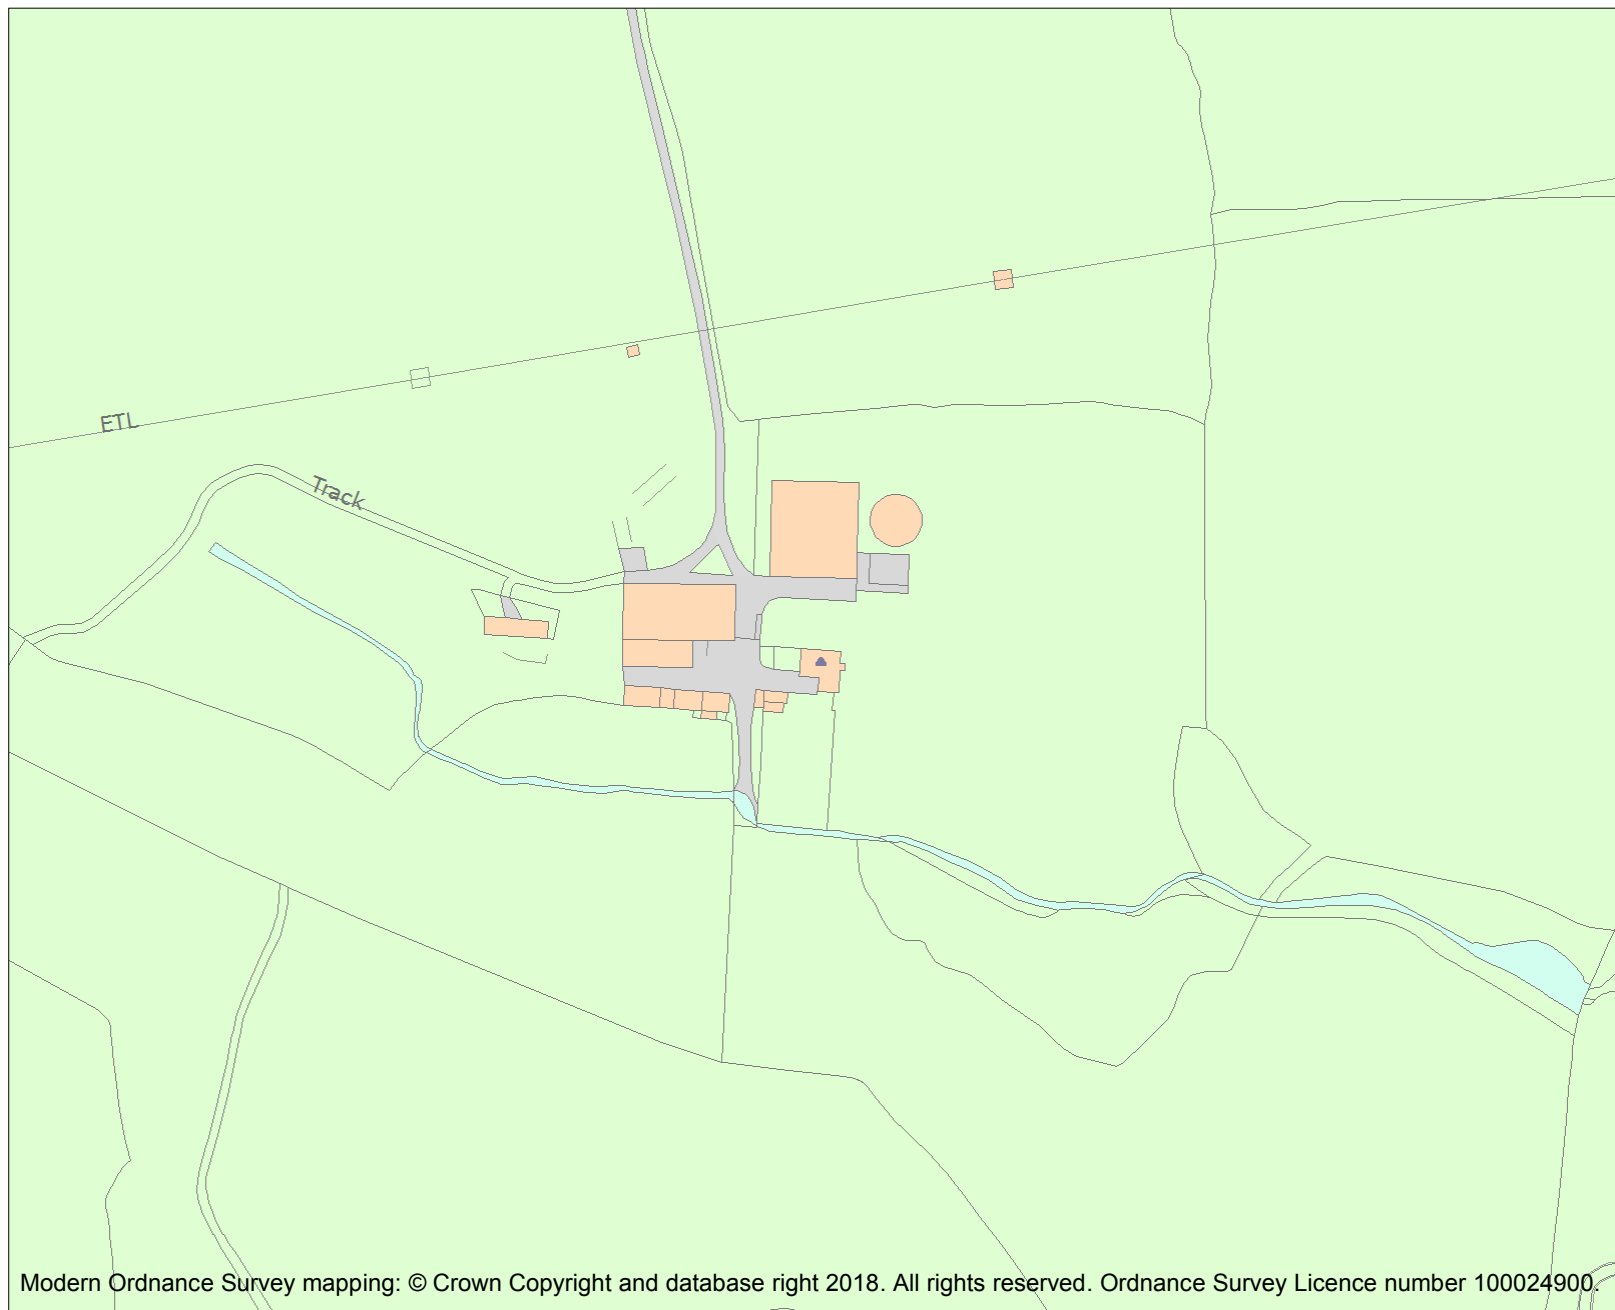 ETL
Track
Modern Ordnance Survey mapping: © Crown Copyright and database right 2018. All rights reserved. Ordnance Survey Licence number 100024900.